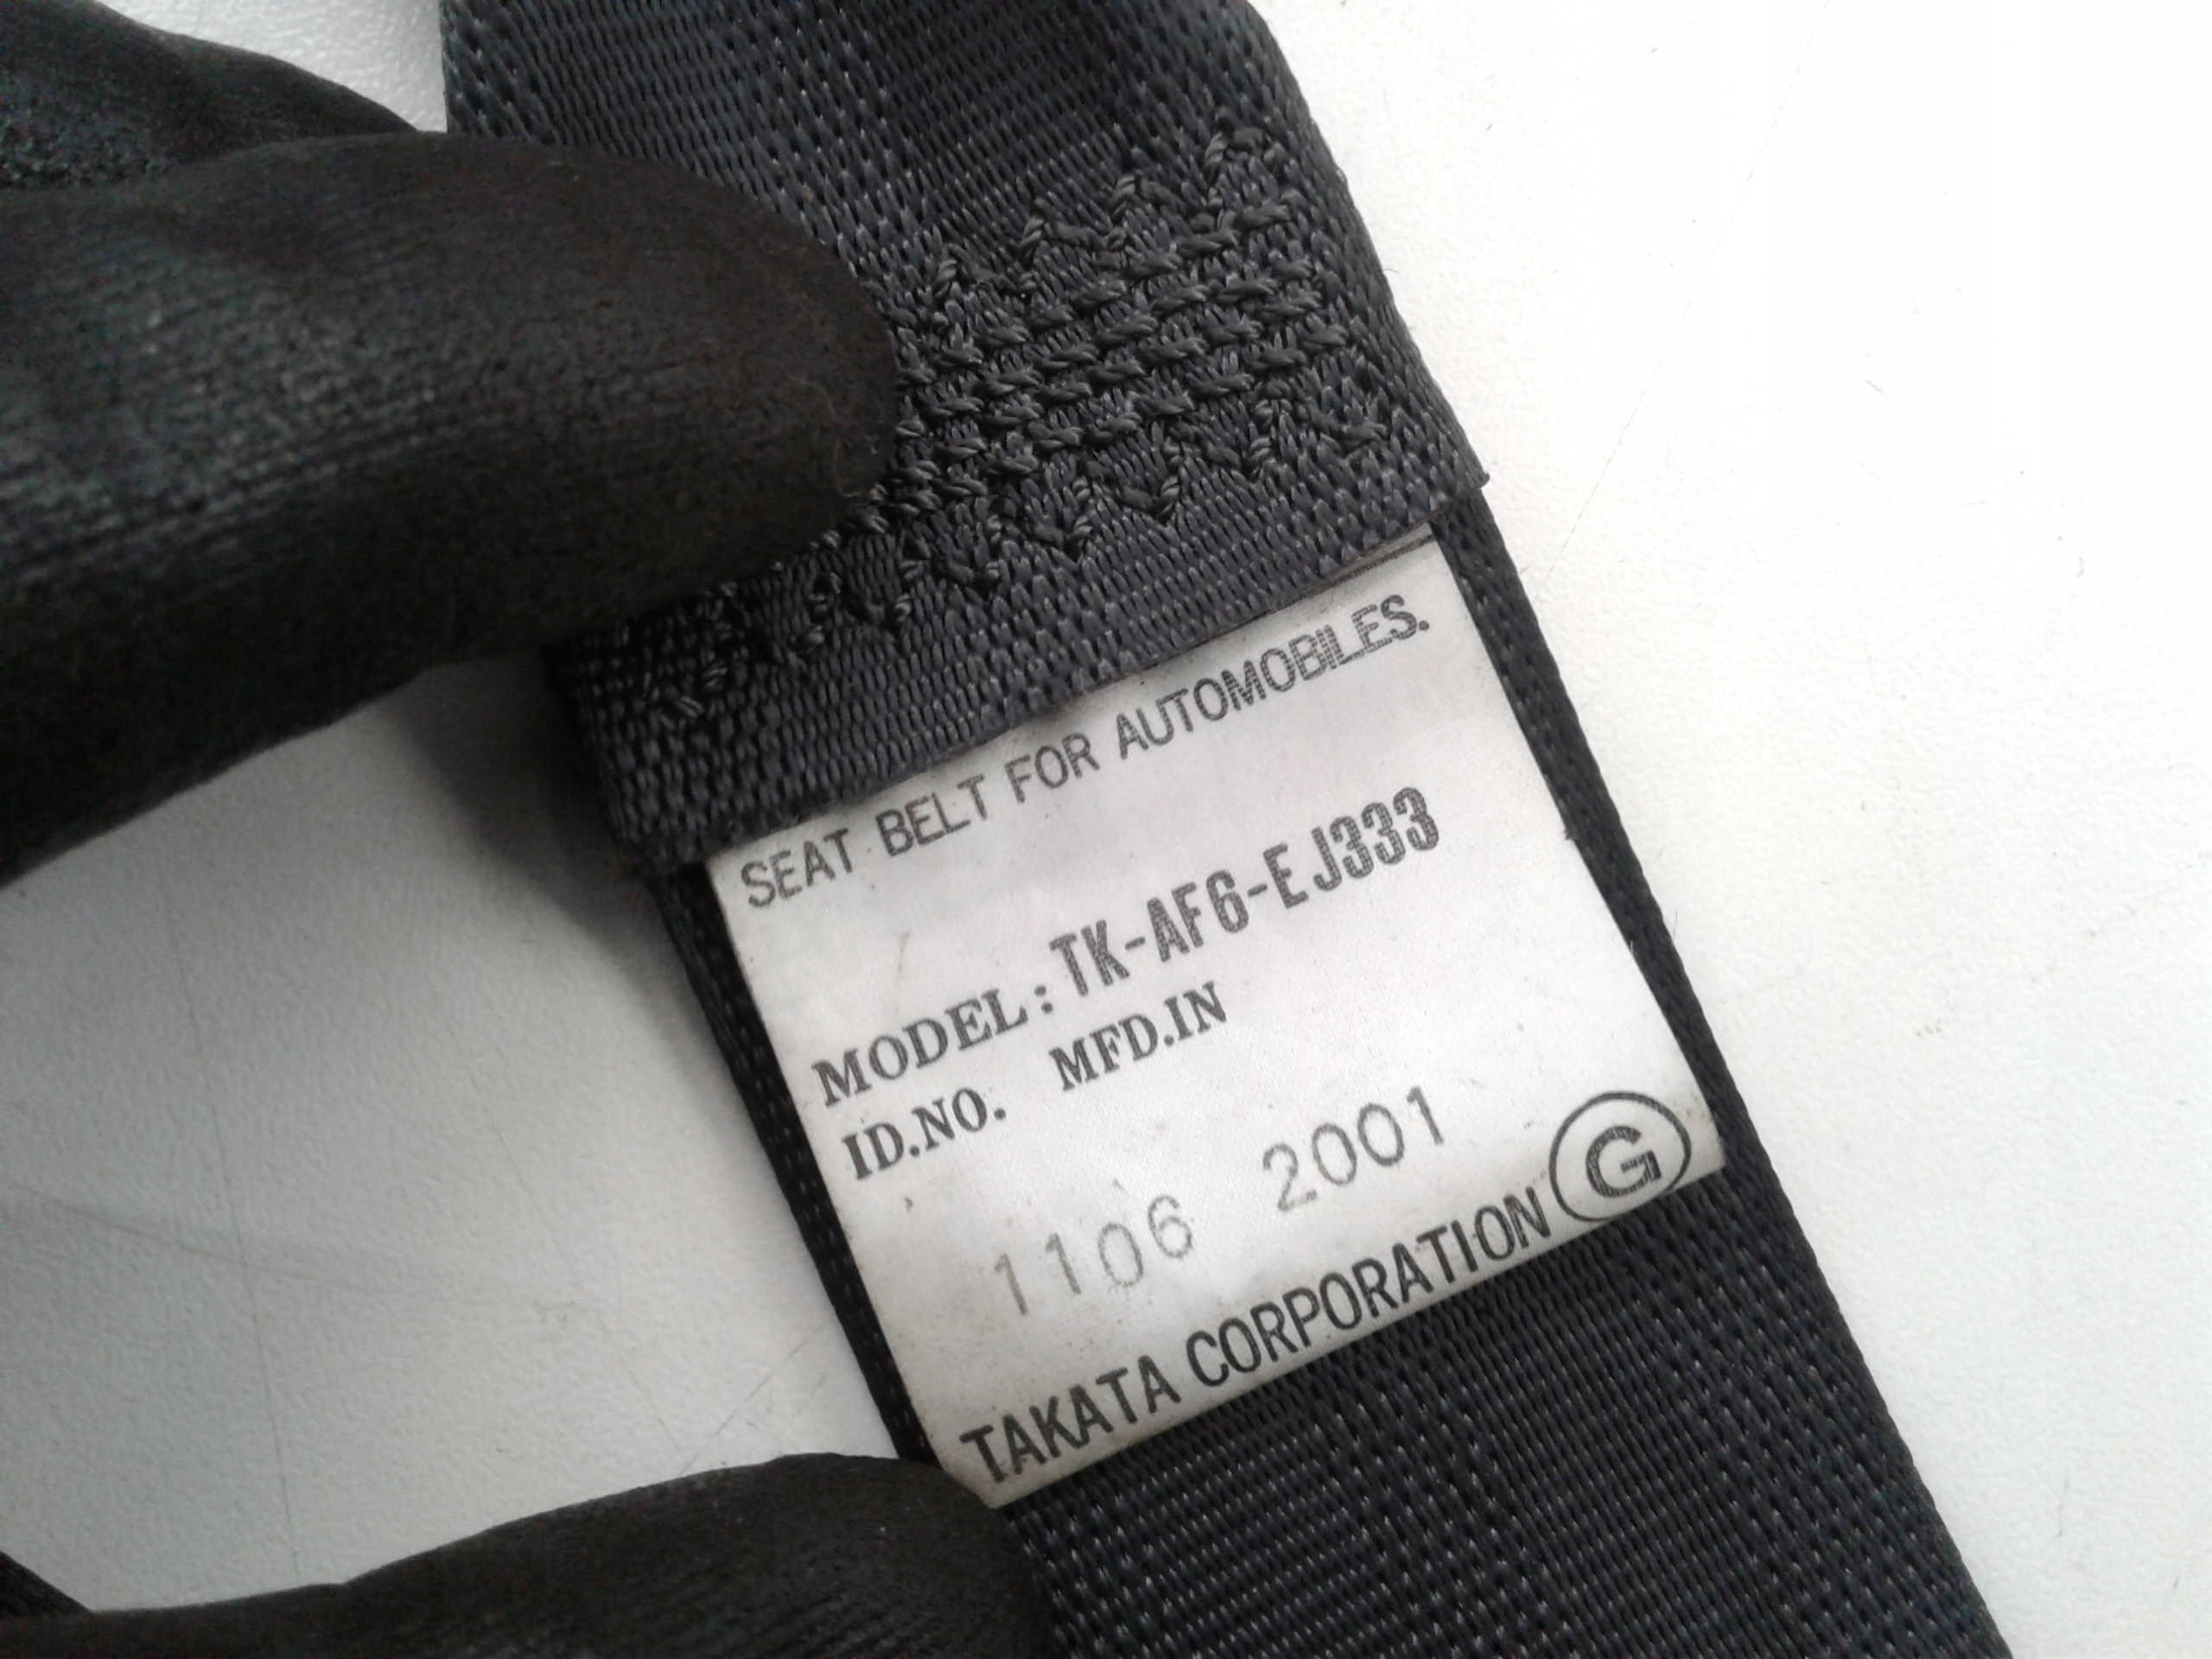 SEAT BELT FOR AUTOMOBILES.
MODEL: TK-AF6-EJ333
ID.NO. MFD.IN
1106 2001
TAKATA CORPORATION G